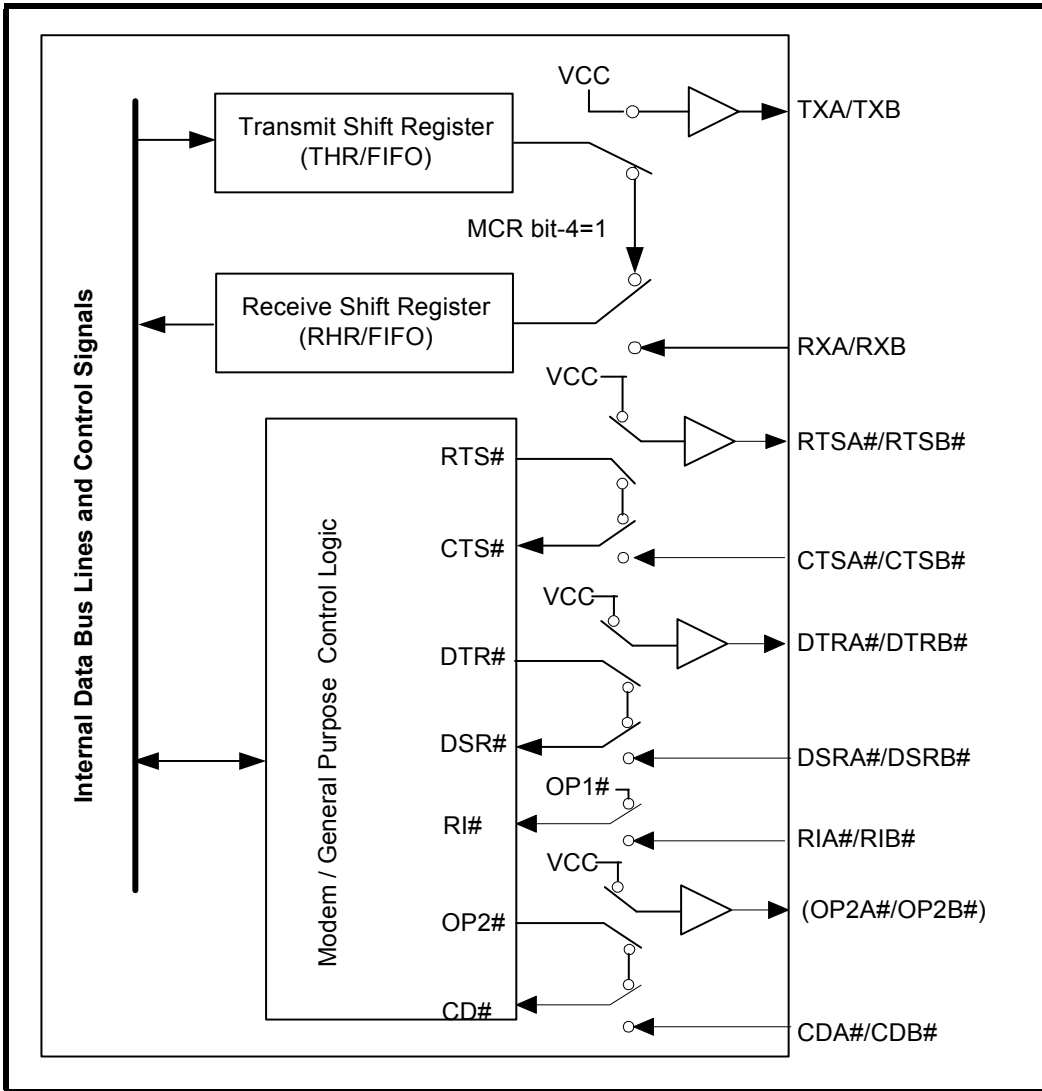 VCC
TXA/TXB
Transmit Shift Register
(THR/FIFO)
MCR bit-4=1
Receive Shift Register
(RHR/FIFO)
RXA/RXB
VCC
RTSA#/RTSB#
RTS#
CTS#
CTSA#/CTSB#
VCC
DTRA#/DTRB#
DTR#
DSR#
DSRA#/DSRB#
OP1#
RI#
RIA#/RIB#
VCC
(OP2A#/OP2B#)
OP2#
CD#
CDA#/CDB#
Internal Data Bus Lines and Control Signals
Modem / General Purpose Control Logic